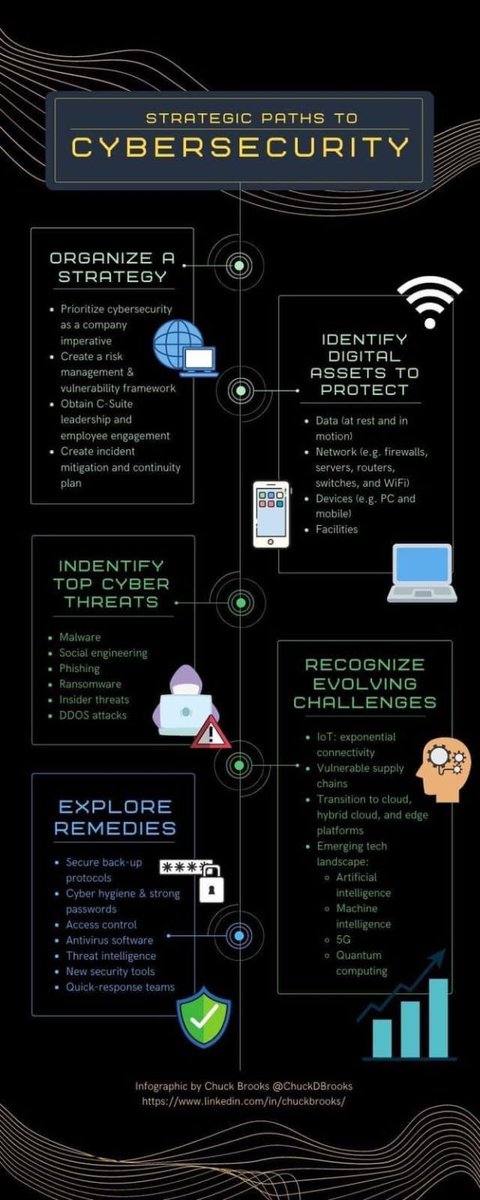 STRATEGIC PATHS TO
CYBERSECURITY
ORGANIZE A
STRATEGY
• Prioritize cybersecurity
as a company
imperative
• Create a risk
management &
vulnerability framework
• Obtain C-Suite
leadership and
employee engagement
• Create incident
mitigation and continuity
plan
IDENTIFY
DIGITAL
ASSETS TO
PROTECT
• Data (at rest and in
motion)
• Network (e.g. firewalls,
servers, routers,
switches, and WiFi)
• Devices (e.g. PC and
mobile)
• Facilities
INDENTIFY
TOP CYBER
THREATS
• Malware
• Social engineering
• Phishing
• Ransomware
• Insider threats
• DDOS attacks
RECOGNIZE
EVOLVING
CHALLENGES
• IoT: exponential
connectivity
• Vulnerable supply
chains
• Transition to cloud,
hybrid cloud, and edge
platforms
• Emerging tech
landscape:
◦ Artificial
intelligence
◦ Machine
intelligence
◦ 5G
◦ Quantum
computing
EXPLORE
REMEDIES
• Secure back-up
protocols
• Cyber hygiene & strong
passwords
• Access control
• Antivirus software
• Threat intelligence
• New security tools
• Quick-response teams
****
Infographic by Chuck Brooks @ChuckDBrooks
https://www.linkedin.com/in/chuckbrooks/